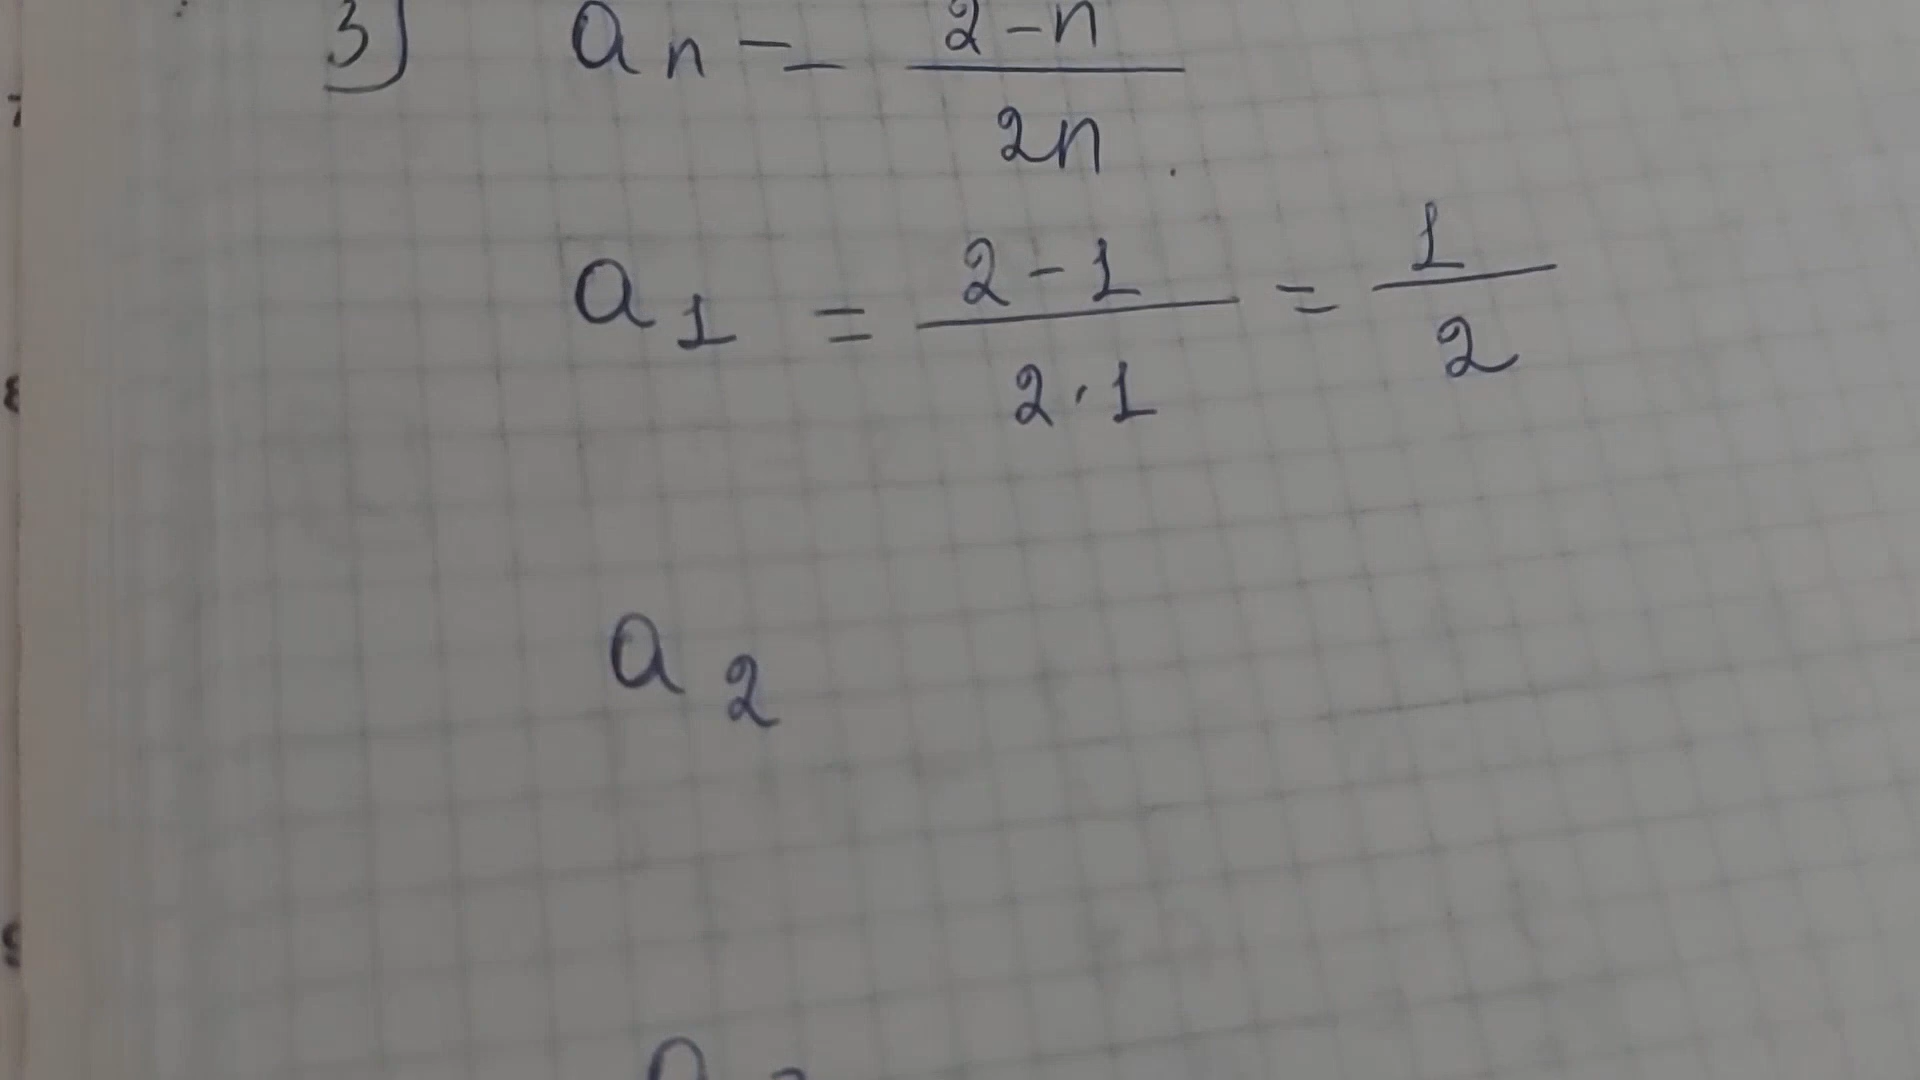 3) aₙ = (2-n)/(2n)
a₁ = (2-1)/(2·1) = 1/2
a₂